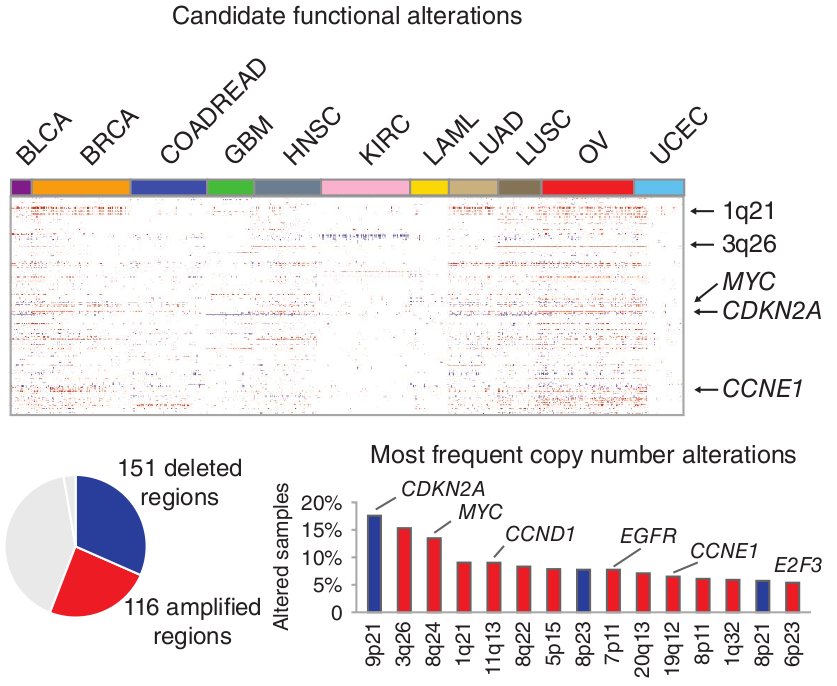 Candidate functional alterations
BLCA
BRCA
COADREAD
GBM
HNSC
KIRC
LAML
LUAD
LUSC
OV
UCEC
1q21
3q26
MYC
CDKN2A
CCNE1
151 deleted
regions
116 amplified
regions
Most frequent copy number alterations
Altered samples
20%
15%
10%
5%
0
CDKN2A
MYC
CCND1
EGFR
CCNE1
E2F3
9p21
3q26
8q24
1q21
11q13
8q22
5p15
8p23
7p11
20q13
19q12
8p11
1q32
8p21
6p23